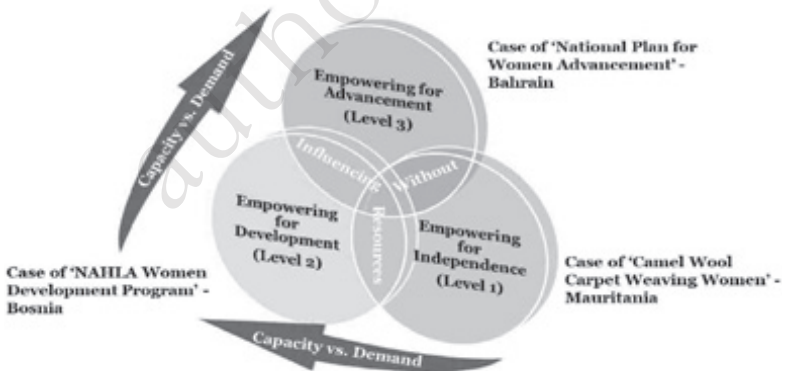 Case of ‘National Plan for
Women Advancement’ -
Bahrain
Capacity vs. Demand
Empowering for
Advancement
(Level 3)
Influencing
Without
Resources
Empowering
for
Development
(Level 2)
Empowering
for
Independence
(Level 1)
Case of ‘NAHLA Women
Development Program’ -
Bosnia
Case of ‘Camel Wool
Carpet Weaving Women’ -
Mauritania
Capacity vs. Demand